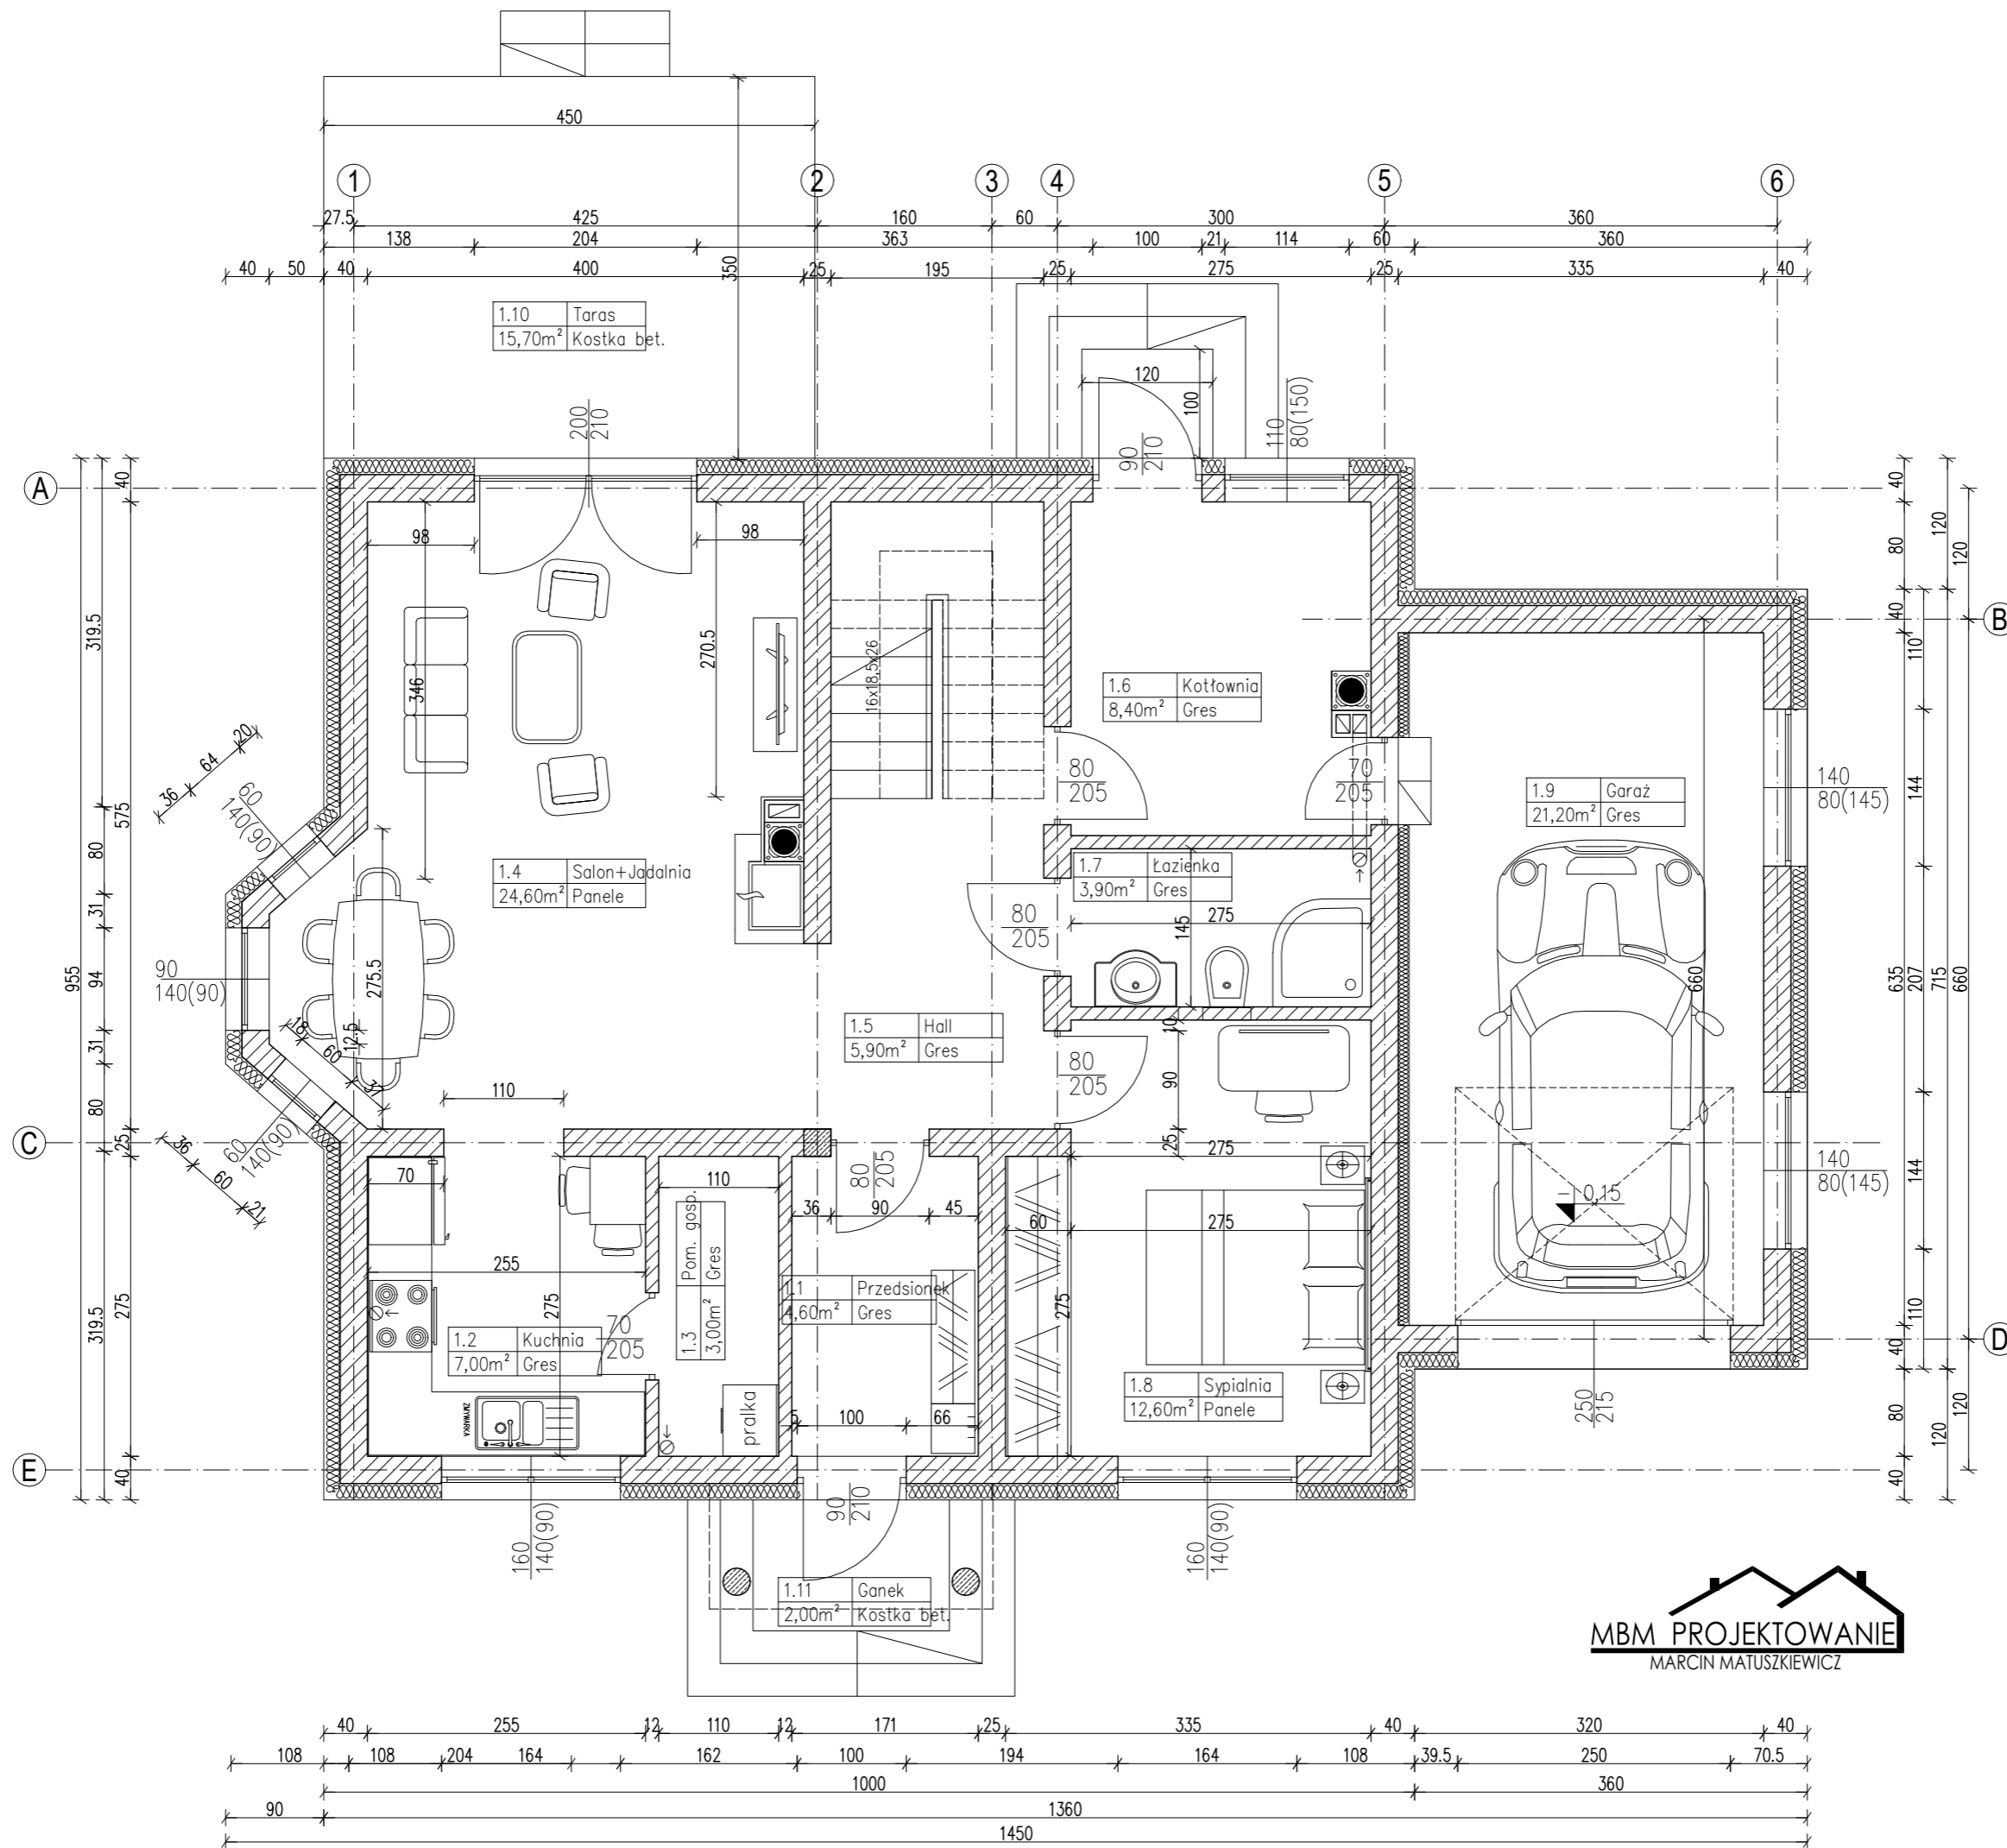 450
1 2 3 4 5 6
27.5 425 160 60 300 360
138 204 363 100 21 114 60 360
40 50 40 400 25 195 25 275 25 335 40
350
1.10 Taras
15,70m² Kostka bet.
120
100
200
210
90
210
110
80(150)
A
B
C
D
E
955
319.5
80
31
94
31
80
319.5
40
575
25
275
40
98
98
346
270.5
16x18,5x26
1.6 Kotłownia
8,40m² Gres
80
205
70
205
1.9 Garaż
21,20m² Gres
140
80(145)
36 64 20
60
140(90)
1.4 Salon+Jadalnia
24,60m² Panele
1.7 Łazienka
3,90m² Gres
275
145
80
205
90
140(90)
275.5
12.5
18 60 37
1.5 Hall
5,90m² Gres
80
205
10
90
25
660
110
36 60 21
60
140(90)
70
110
80
205
275
36 90 45
60 275
140
80(145)
-0,15
255
275
1.3 Pom. gosp.
3,00m² Gres
1.1 Przedsionek
4,60m² Gres
275
1.2 Kuchnia
7,00m² Gres
70
205
1.8 Sypialnia
12,60m² Panele
ZMYWARKA
pralka
5 100 66
250
215
160
140(90)
90
210
160
140(90)
1.11 Ganek
2,00m² Kostka bet.
40
80
40
635
40
80
40
110
144
207
144
110
120
715
120
120
660
120
MBM PROJEKTOWANIE
MARCIN MATUSZKIEWICZ
40 255 12 110 12 171 25 335 40 320 40
108 108 204 164 162 100 194 164 108 39.5 250 70.5
1000 360
90 1360
1450